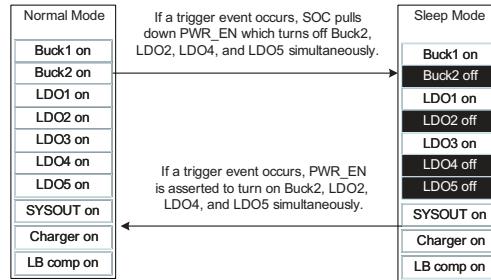 Normal Mode
Buck1 on
Buck2 on
LDO1 on
LDO2 on
LDO3 on
LDO4 on
LDO5 on
SYSOUT on
Charger on
LB comp on
If a trigger event occurs, SOC pulls
down PWR_EN which turns off Buck2,
LDO2, LDO4, and LDO5 simultaneously.
If a trigger event occurs, PWR_EN
is asserted to turn on Buck2, LDO2,
LDO4, and LDO5 simultaneously.
Sleep Mode
Buck1 on
Buck2 off
LDO1 on
LDO2 off
LDO3 on
LDO4 off
LDO5 off
SYSOUT on
Charger on
LB comp on